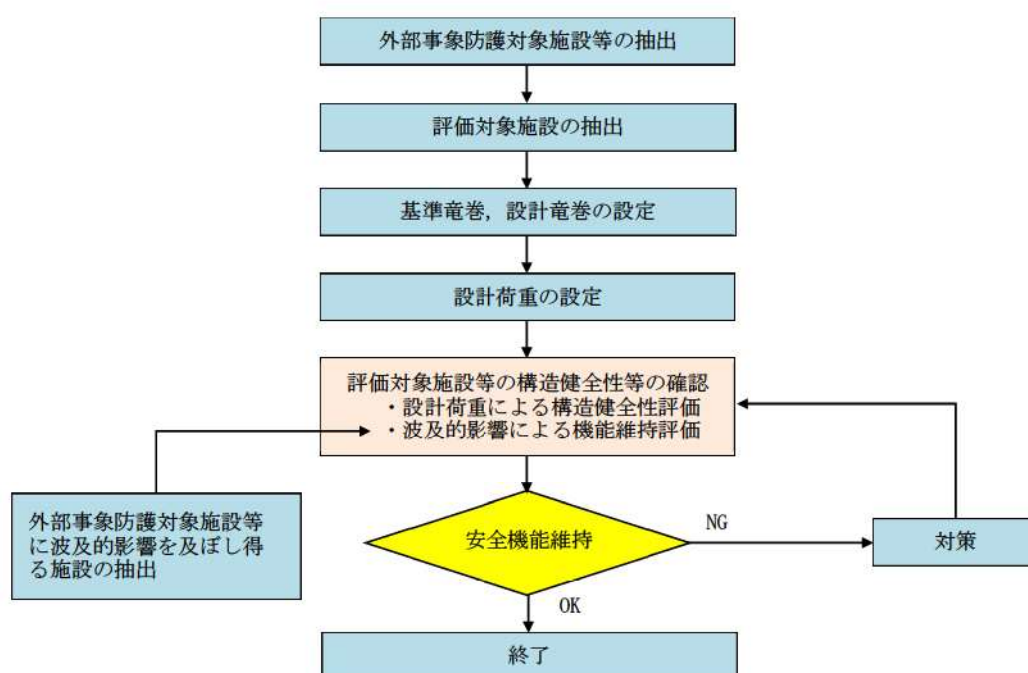 外部事象防護対象施設等の抽出
評価対象施設の抽出
基準竜巻，設計竜巻の設定
設計荷重の設定
評価対象施設等の構造健全性等の確認
・設計荷重による構造健全性評価
・波及的影響による機能維持評価
外部事象防護対象施設等
に波及的影響を及ぼし得
る施設の抽出
安全機能維持
NG
対策
OK
終了